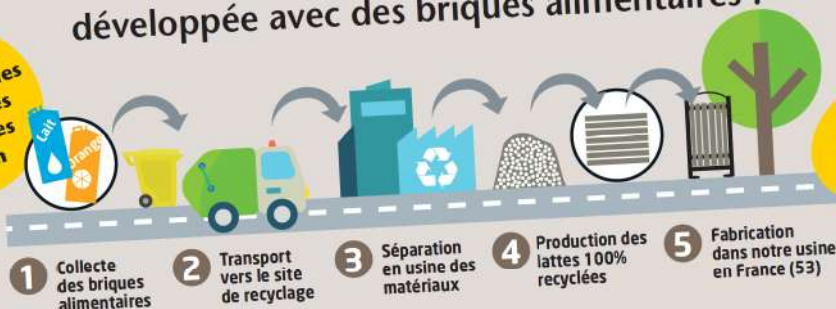 développée avec des briques alimentaires !
Lait
Orange
1 Collecte
des briques
alimentaires
2 Transport
vers le site
de recyclage
3 Séparation
en usine des
matériaux
4 Production des
lattes 100%
recyclées
5 Fabrication
dans notre usine
en France (53)